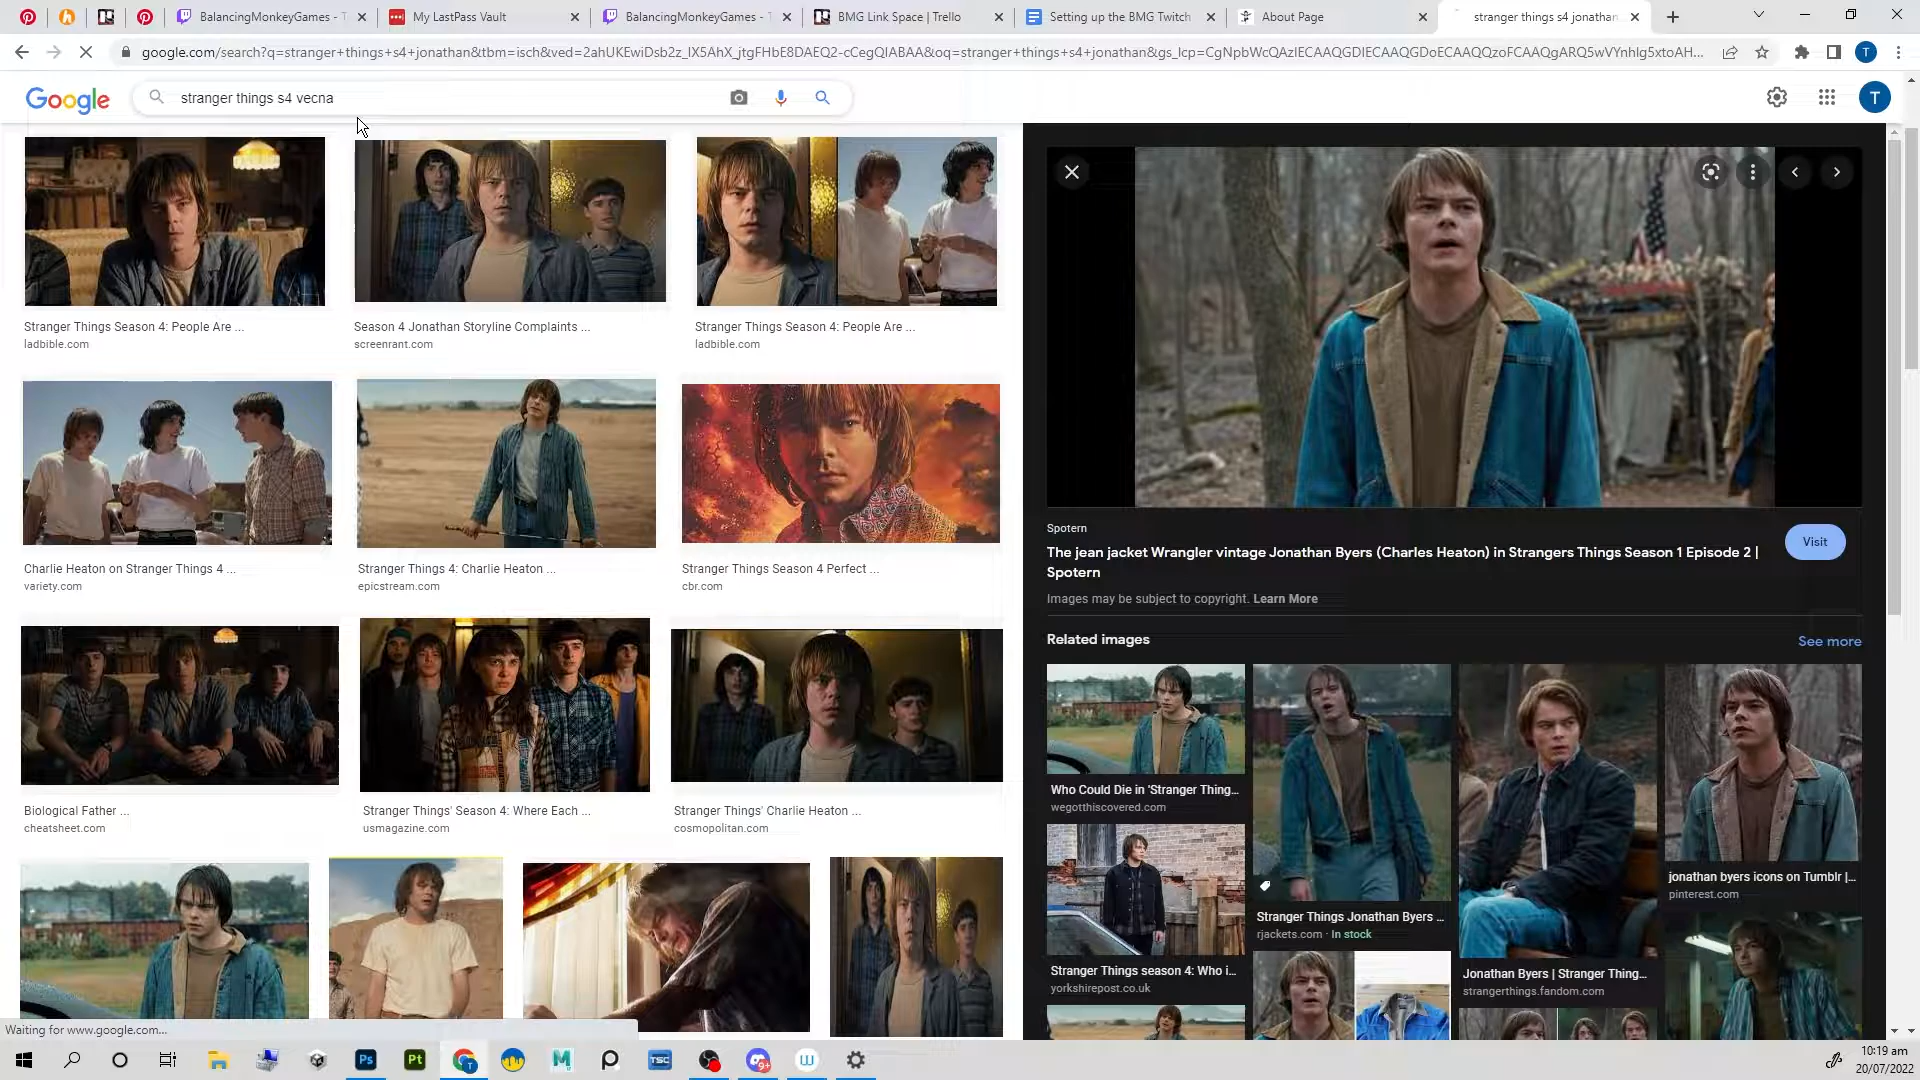 BalancingMonkeyGames - T
My LastPass Vault
BalancingMonkeyGames - T
BMG Link Space | Trello
Setting up the BMG Twitch
About Page
stranger things s4 jonathan
google.com/search?q=stranger+things+s4+jonathan&tbm=isch&ved=2ahUKEwiDsb2z_IX5AhX_jtgFHbE8DAEQ2-cCegQIABAA&oq=stranger+things+s4+jonathan&gs_lcp=CgNpbWcQAzIECAAQGDIECAAQGDoECAAQQzoFCAAQgARQ5wVYnhlg5xtoAH...
T
Google
stranger things s4 vecna
T
Stranger Things Season 4: People Are ...
ladbible.com
Season 4 Jonathan Storyline Complaints ...
screenrant.com
Stranger Things Season 4: People Are ...
ladbible.com
Charlie Heaton on Stranger Things 4 ...
variety.com
Stranger Things 4: Charlie Heaton ...
epicstream.com
Stranger Things Season 4 Perfect ...
cbr.com
Biological Father ...
cheatsheet.com
Stranger Things' Season 4: Where Each ...
usmagazine.com
Stranger Things' Charlie Heaton ...
cosmopolitan.com
Spotern
The jean jacket Wrangler vintage Jonathan Byers (Charles Heaton) in Strangers Things Season 1 Episode 2 |
Spotern
Visit
Images may be subject to copyright. Learn More
Related images
See more
Who Could Die in 'Stranger Thing...
wegotthiscovered.com
Stranger Things season 4: Who i...
yorkshirepost.co.uk
Stranger Things Jonathan Byers ...
rjackets.com · In stock
Jonathan Byers | Stranger Thing...
strangerthings.fandom.com
jonathan byers icons on Tumblr |...
pinterest.com
Waiting for www.google.com...
Ps
Pt
T
M
TSC
9+
10:19 am
20/07/2022